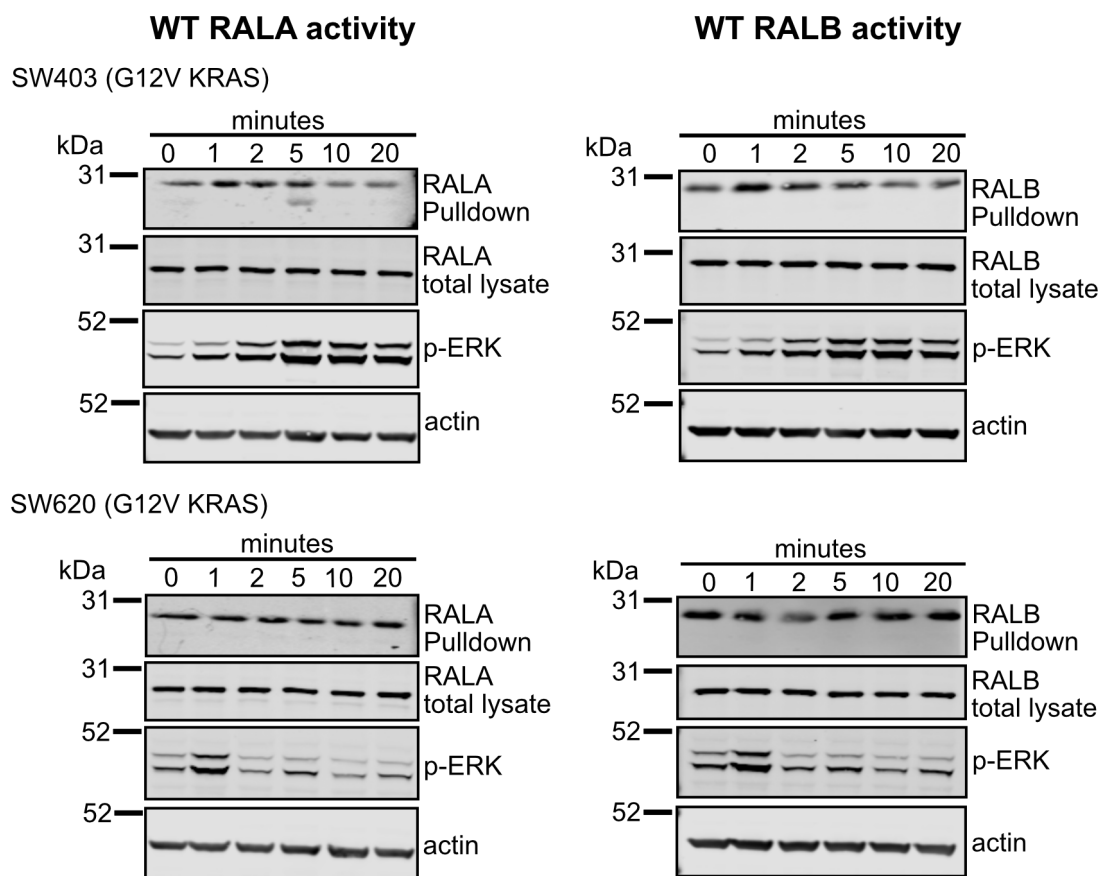 WT RALA activity
WT RALB activity
SW403 (G12V KRAS)
minutes
kDa
0 1 2 5 10 20
31
RALA
Pulldown
31
RALA
total lysate
52
p-ERK
52
actin
minutes
kDa
0 1 2 5 10 20
31
RALB
Pulldown
31
RALB
total lysate
52
p-ERK
52
actin
SW620 (G12V KRAS)
minutes
kDa
0 1 2 5 10 20
31
RALA
Pulldown
31
RALA
total lysate
52
p-ERK
52
actin
minutes
kDa
0 1 2 5 10 20
31
RALB
Pulldown
31
RALB
total lysate
52
p-ERK
52
actin